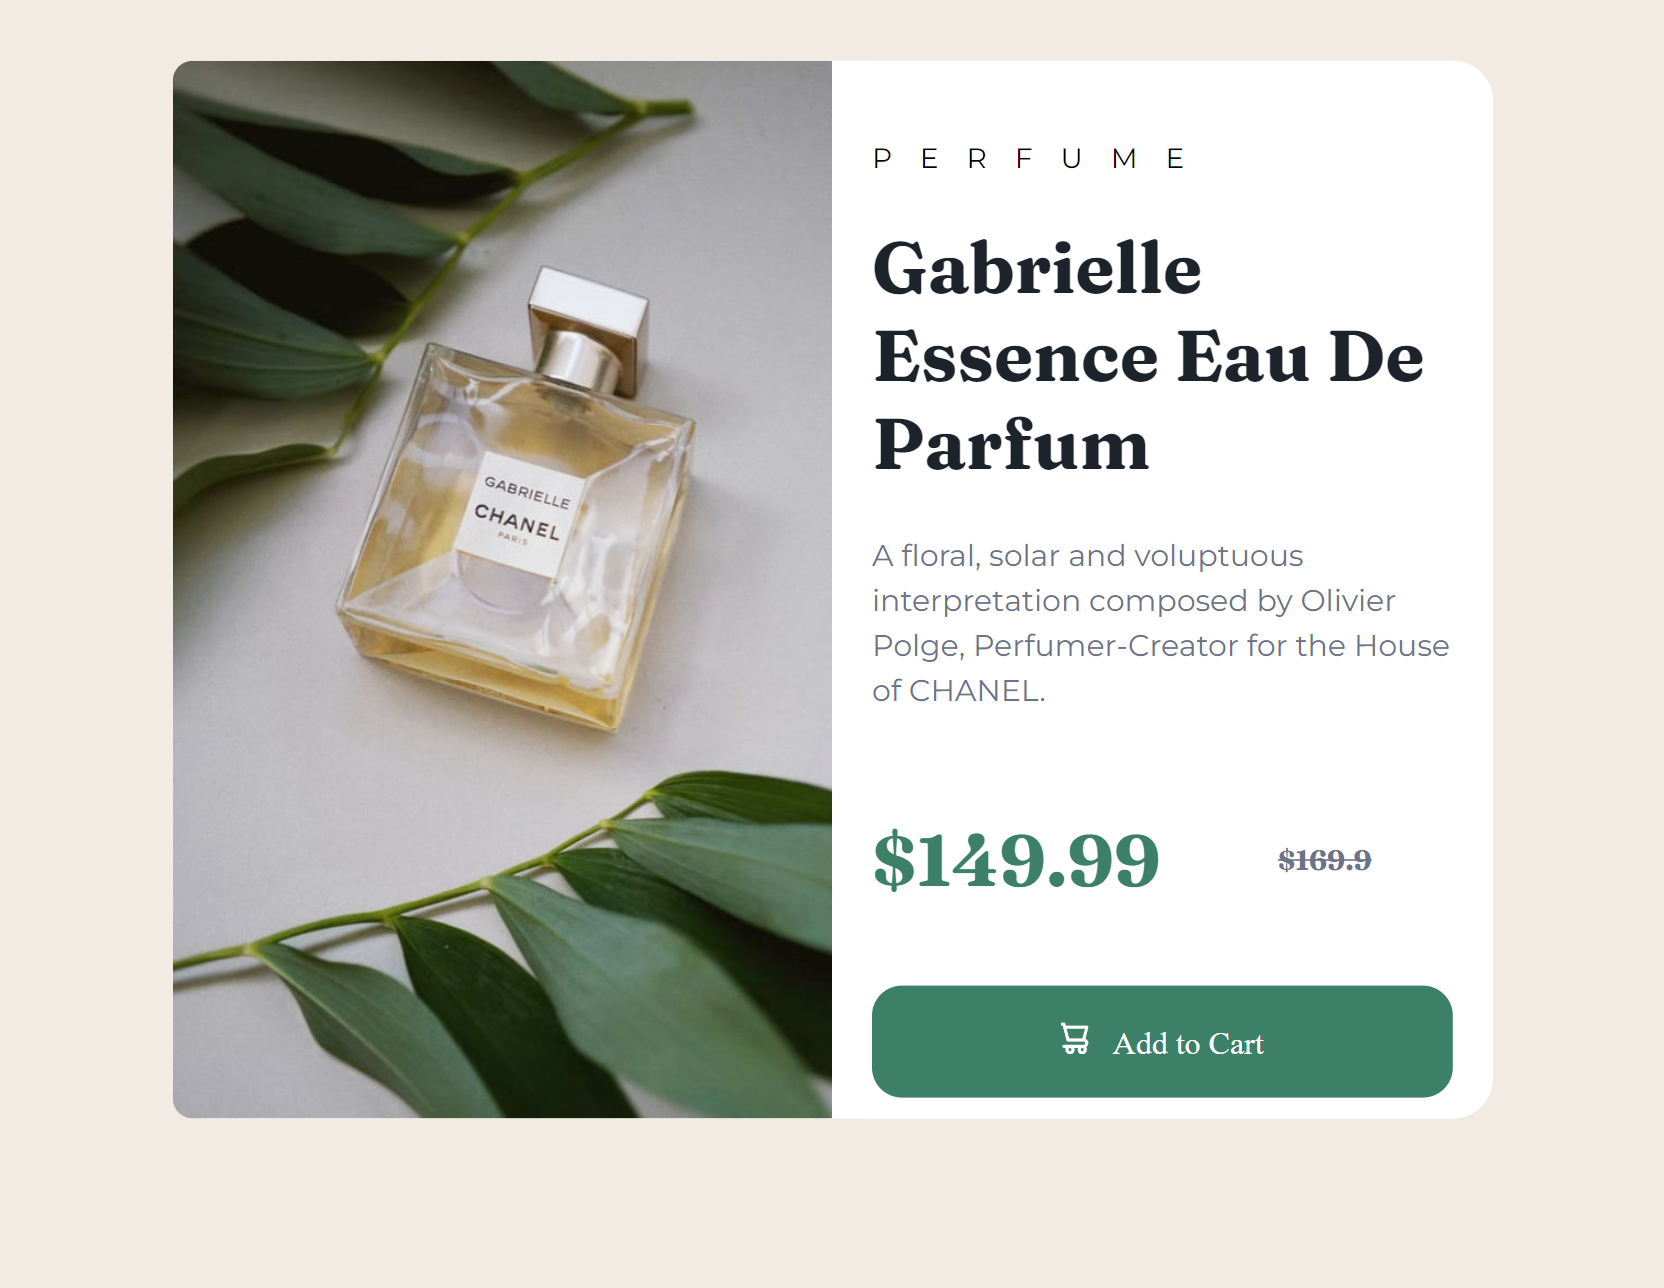 GABRIELLE
CHANEL
PARIS
P E R F U M E
Gabrielle
Essence Eau De
Parfum
A floral, solar and voluptuous
interpretation composed by Olivier
Polge, Perfumer-Creator for the House
of CHANEL.
$149.99 $169.9
Add to Cart